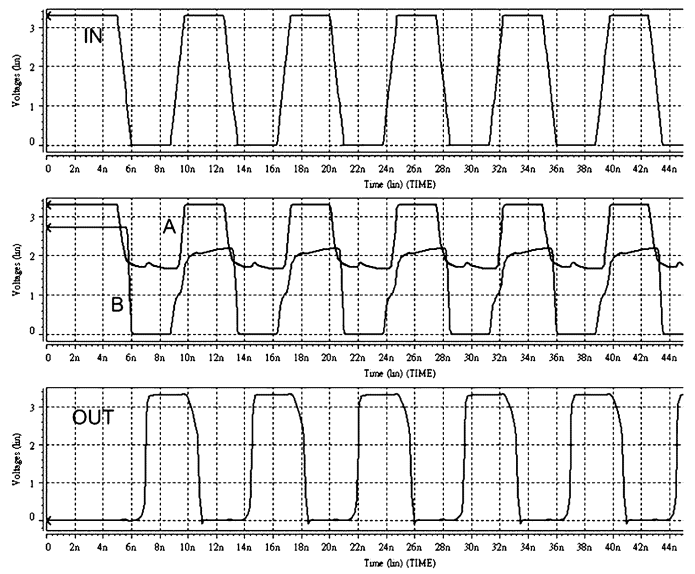 3
2
1
0
Voltages (lin)
IN
0 2n 4n 6n 8n 10n 12n 14n 16n 18n 20n 22n 24n 26n 28n 30n 32n 34n 36n 38n 40n 42n 44n
Time (lin) (TIME)
3
2
1
0
Voltages (lin)
A
B
0 2n 4n 6n 8n 10n 12n 14n 16n 18n 20n 22n 24n 26n 28n 30n 32n 34n 36n 38n 40n 42n 44n
Time (lin) (TIME)
3
2
1
0
Voltages (lin)
OUT
0 2n 4n 6n 8n 10n 12n 14n 16n 18n 20n 22n 24n 26n 28n 30n 32n 34n 36n 38n 40n 42n 44n
Time (lin) (TIME)